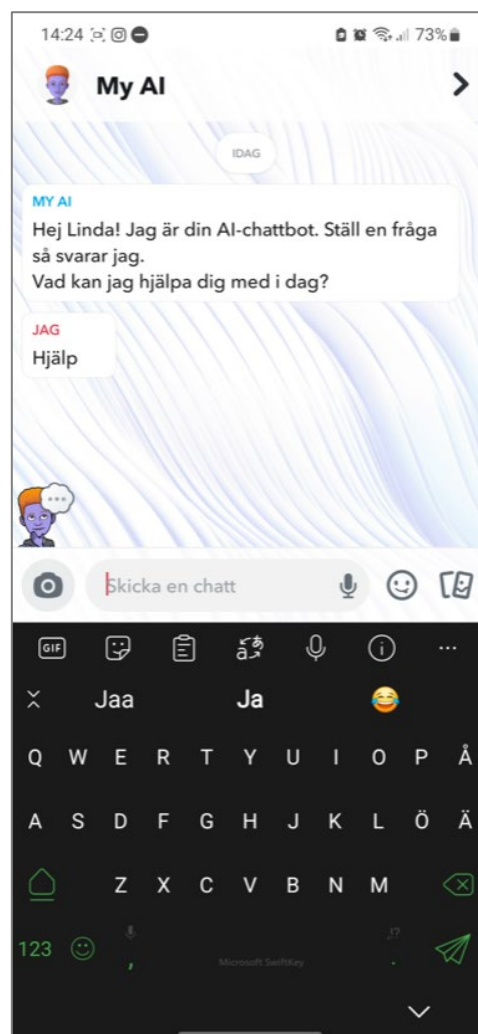 14:24 73%
My AI
IDAG
MY AI
Hej Linda! Jag är din AI-chattbot. Ställ en fråga
så svarar jag.
Vad kan jag hjälpa dig med i dag?
JAG
Hjälp
Skicka en chatt
GIF
Jaa Ja
Q W E R T Y U I O P Å
A S D F G H J K L Ö Ä
Z X C V B N M
123 , Microsoft SwiftKey ,!? .